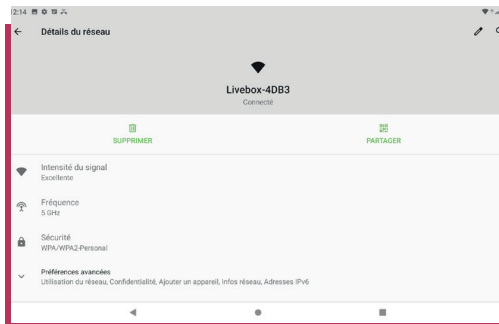 12:14
Détails du réseau
Livebox-4DB3
Connecté
SUPPRIMER
PARTAGER
Intensité du signal
Excellente
Fréquence
5 GHz
Sécurité
WPA/WPA2-Personal
Préférences avancées
Utilisation du réseau, Confidentialité, Ajouter un appareil, Infos réseau, Adresses IPv6